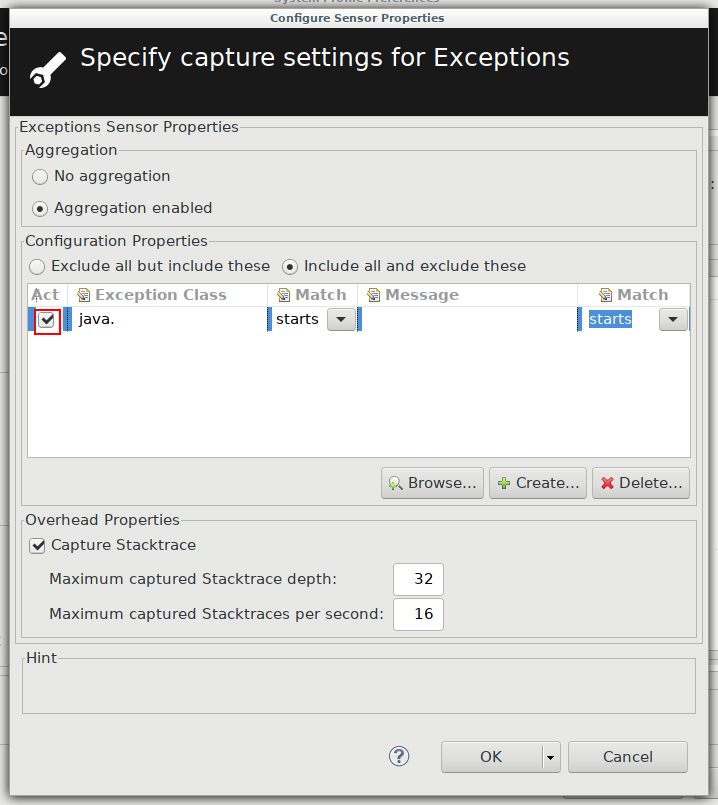 Configure Sensor Properties
Specify capture settings for Exceptions
Exceptions Sensor Properties
Aggregation
No aggregation
Aggregation enabled
Configuration Properties
Exclude all but include these Include all and exclude these
Act Exception Class Match Message Match
java. starts starts
Browse... Create... Delete...
Overhead Properties
Capture Stacktrace
Maximum captured Stacktrace depth: 32
Maximum captured Stacktraces per second: 16
Hint
? OK Cancel